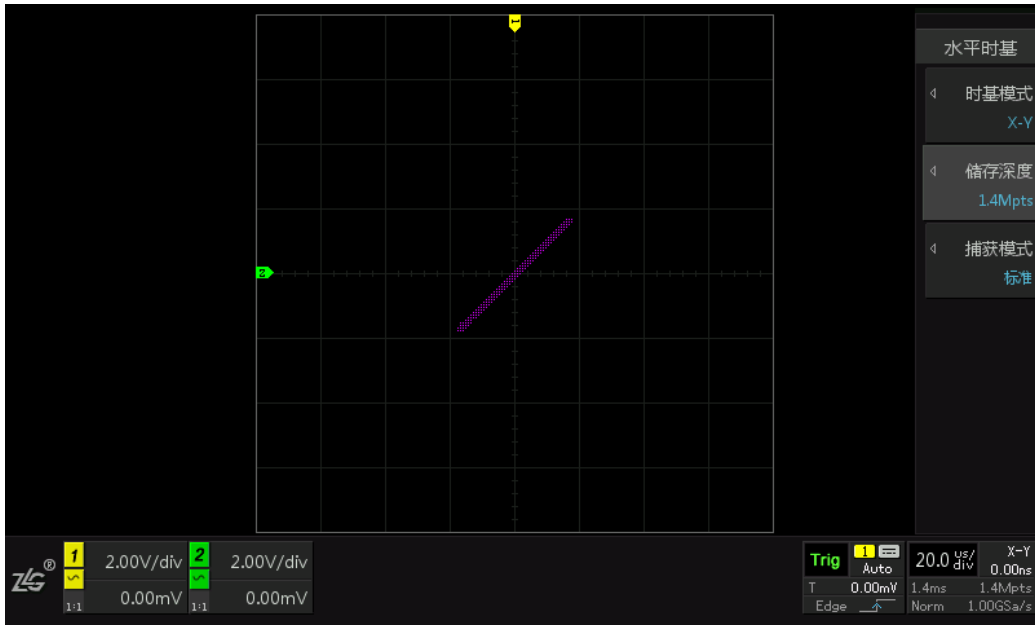 1
水平时基
时基模式
X-Y
储存深度
1.4Mpts
2
捕获模式
标准
ZLG®
1
1:1
2.00V/div
0.00mV
2
1:1
2.00V/div
0.00mV
Trig
1
Auto
T 0.00mV
Edge
20.0 us/div
X-Y
0.00ns
1.4ms 1.4Mpts
Norm 1.00GSa/s